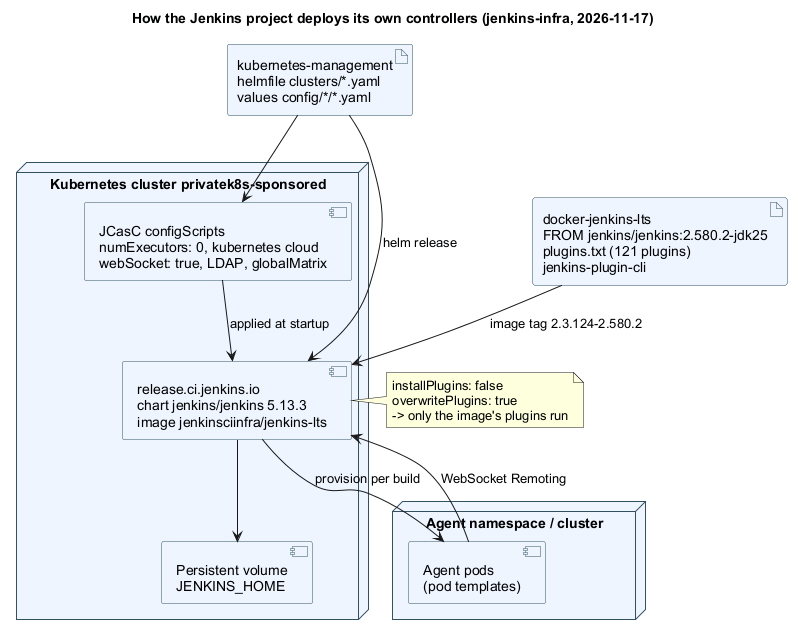 How the Jenkins project deploys its own controllers (jenkins-infra, 2026-11-17)
kubernetes-management
helmfile clusters/*.yaml
values config/*/*.yaml
Kubernetes cluster privatek8s-sponsored
JCasC configScripts
numExecutors: 0, kubernetes cloud
webSocket: true, LDAP, globalMatrix
helm release
docker-jenkins-lts
FROM jenkins/jenkins:2.580.2-jdk25
plugins.txt (121 plugins)
jenkins-plugin-cli
applied at startup
image tag 2.3.124-2.580.2
release.ci.jenkins.io
chart jenkins/jenkins 5.13.3
image jenkinsciinfra/jenkins-lts
installPlugins: false
overwritePlugins: true
-> only the image's plugins run
provision per build
WebSocket Remoting
Agent namespace / cluster
Persistent volume
JENKINS_HOME
Agent pods
(pod templates)